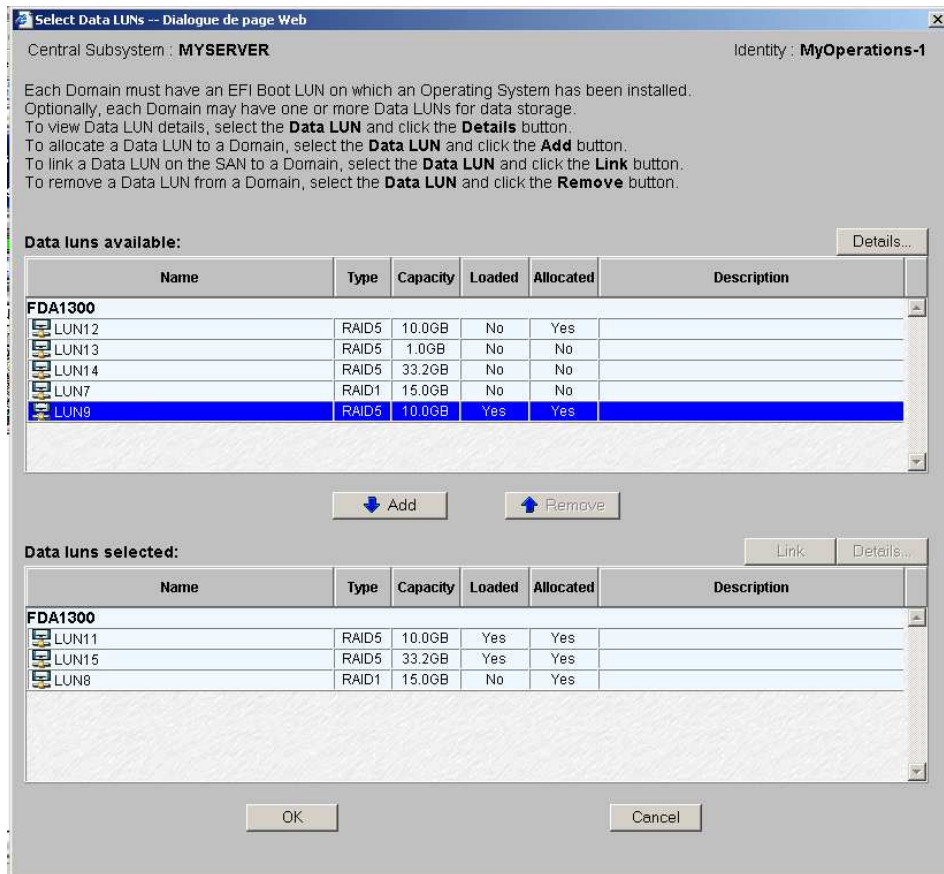 Select Data LUNs -- Dialogue de page Web
Central Subsystem : MYSERVER Identity : MyOperations-1
Each Domain must have an EFI Boot LUN on which an Operating System has been installed.
Optionally, each Domain may have one or more Data LUNs for data storage.
To view Data LUN details, select the Data LUN and click the Details button.
To allocate a Data LUN to a Domain, select the Data LUN and click the Add button.
To link a Data LUN on the SAN to a Domain, select the Data LUN and click the Link button.
To remove a Data LUN from a Domain, select the Data LUN and click the Remove button.
Data luns available: Details...
Name Type Capacity Loaded Allocated Description
FDA1300
LUN12 RAID5 10.0GB No Yes
LUN13 RAID5 1.0GB No No
LUN14 RAID5 33.2GB No No
LUN7 RAID1 15.0GB No No
LUN9 RAID5 10.0GB Yes Yes
Add Remove
Data luns selected: Link Details...
Name Type Capacity Loaded Allocated Description
FDA1300
LUN11 RAID5 10.0GB Yes Yes
LUN15 RAID5 33.2GB Yes Yes
LUN8 RAID1 15.0GB No Yes
OK Cancel